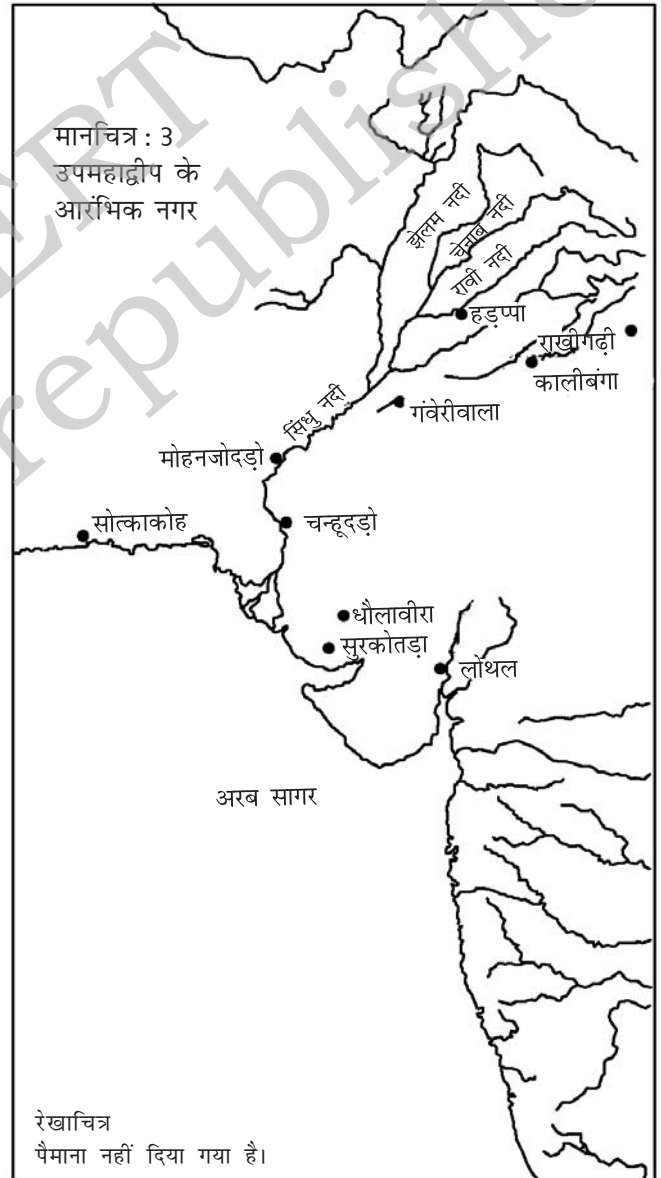 मानचित्र : 3
उपमहाद्वीप के
आरंभिक नगर
झेलम नदी
चेनाब नदी
रावी नदी
हड़प्पा
राखीगढ़ी
कालीबंगा
सिंधु नदी
गंवेरीवाला
मोहनजोदड़ो
सोत्काकोह
चन्हूदड़ो
धौलावीरा
सुरकोतड़ा
लोथल
अरब सागर
रेखाचित्र
पैमाना नहीं दिया गया है।
republishe